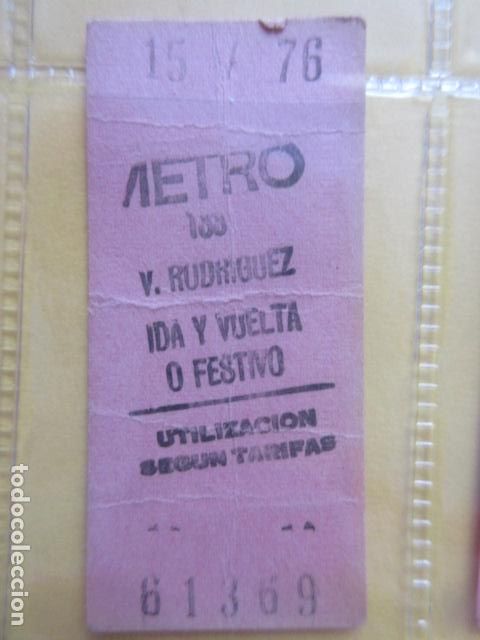 15 V 76
METRO
V. RODRIGUEZ
IDA Y VUELTA
O FESTIVO
UTILIZACION
SEGUN TARIFAS
61369
todocoleccion